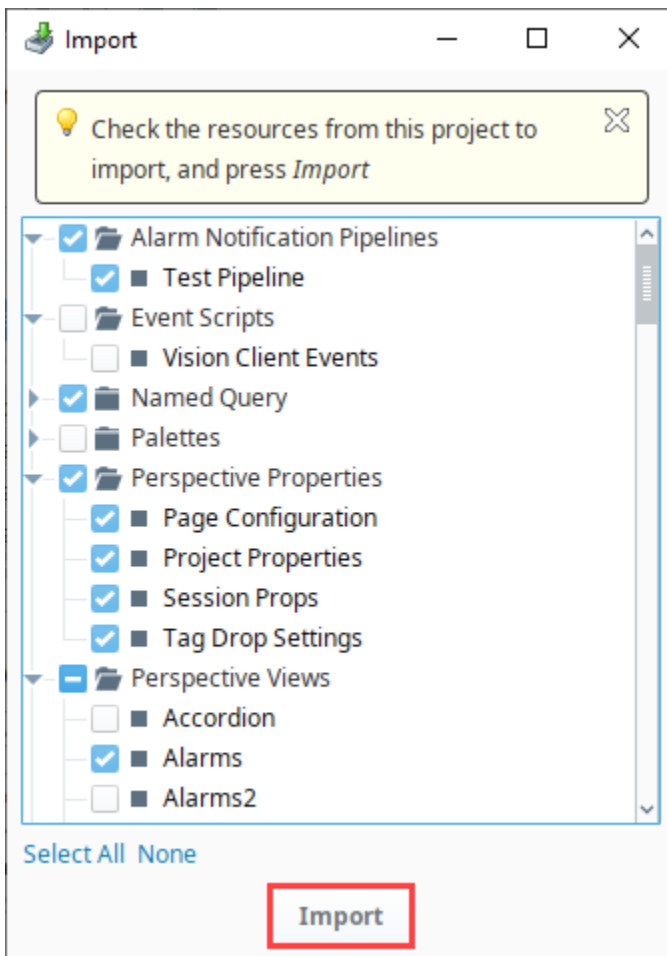 Import
Check the resources from this project to
import, and press Import
Alarm Notification Pipelines
Test Pipeline
Event Scripts
Vision Client Events
Named Query
Palettes
Perspective Properties
Page Configuration
Project Properties
Session Props
Tag Drop Settings
Perspective Views
Accordion
Alarms
Alarms2
Select All None
Import